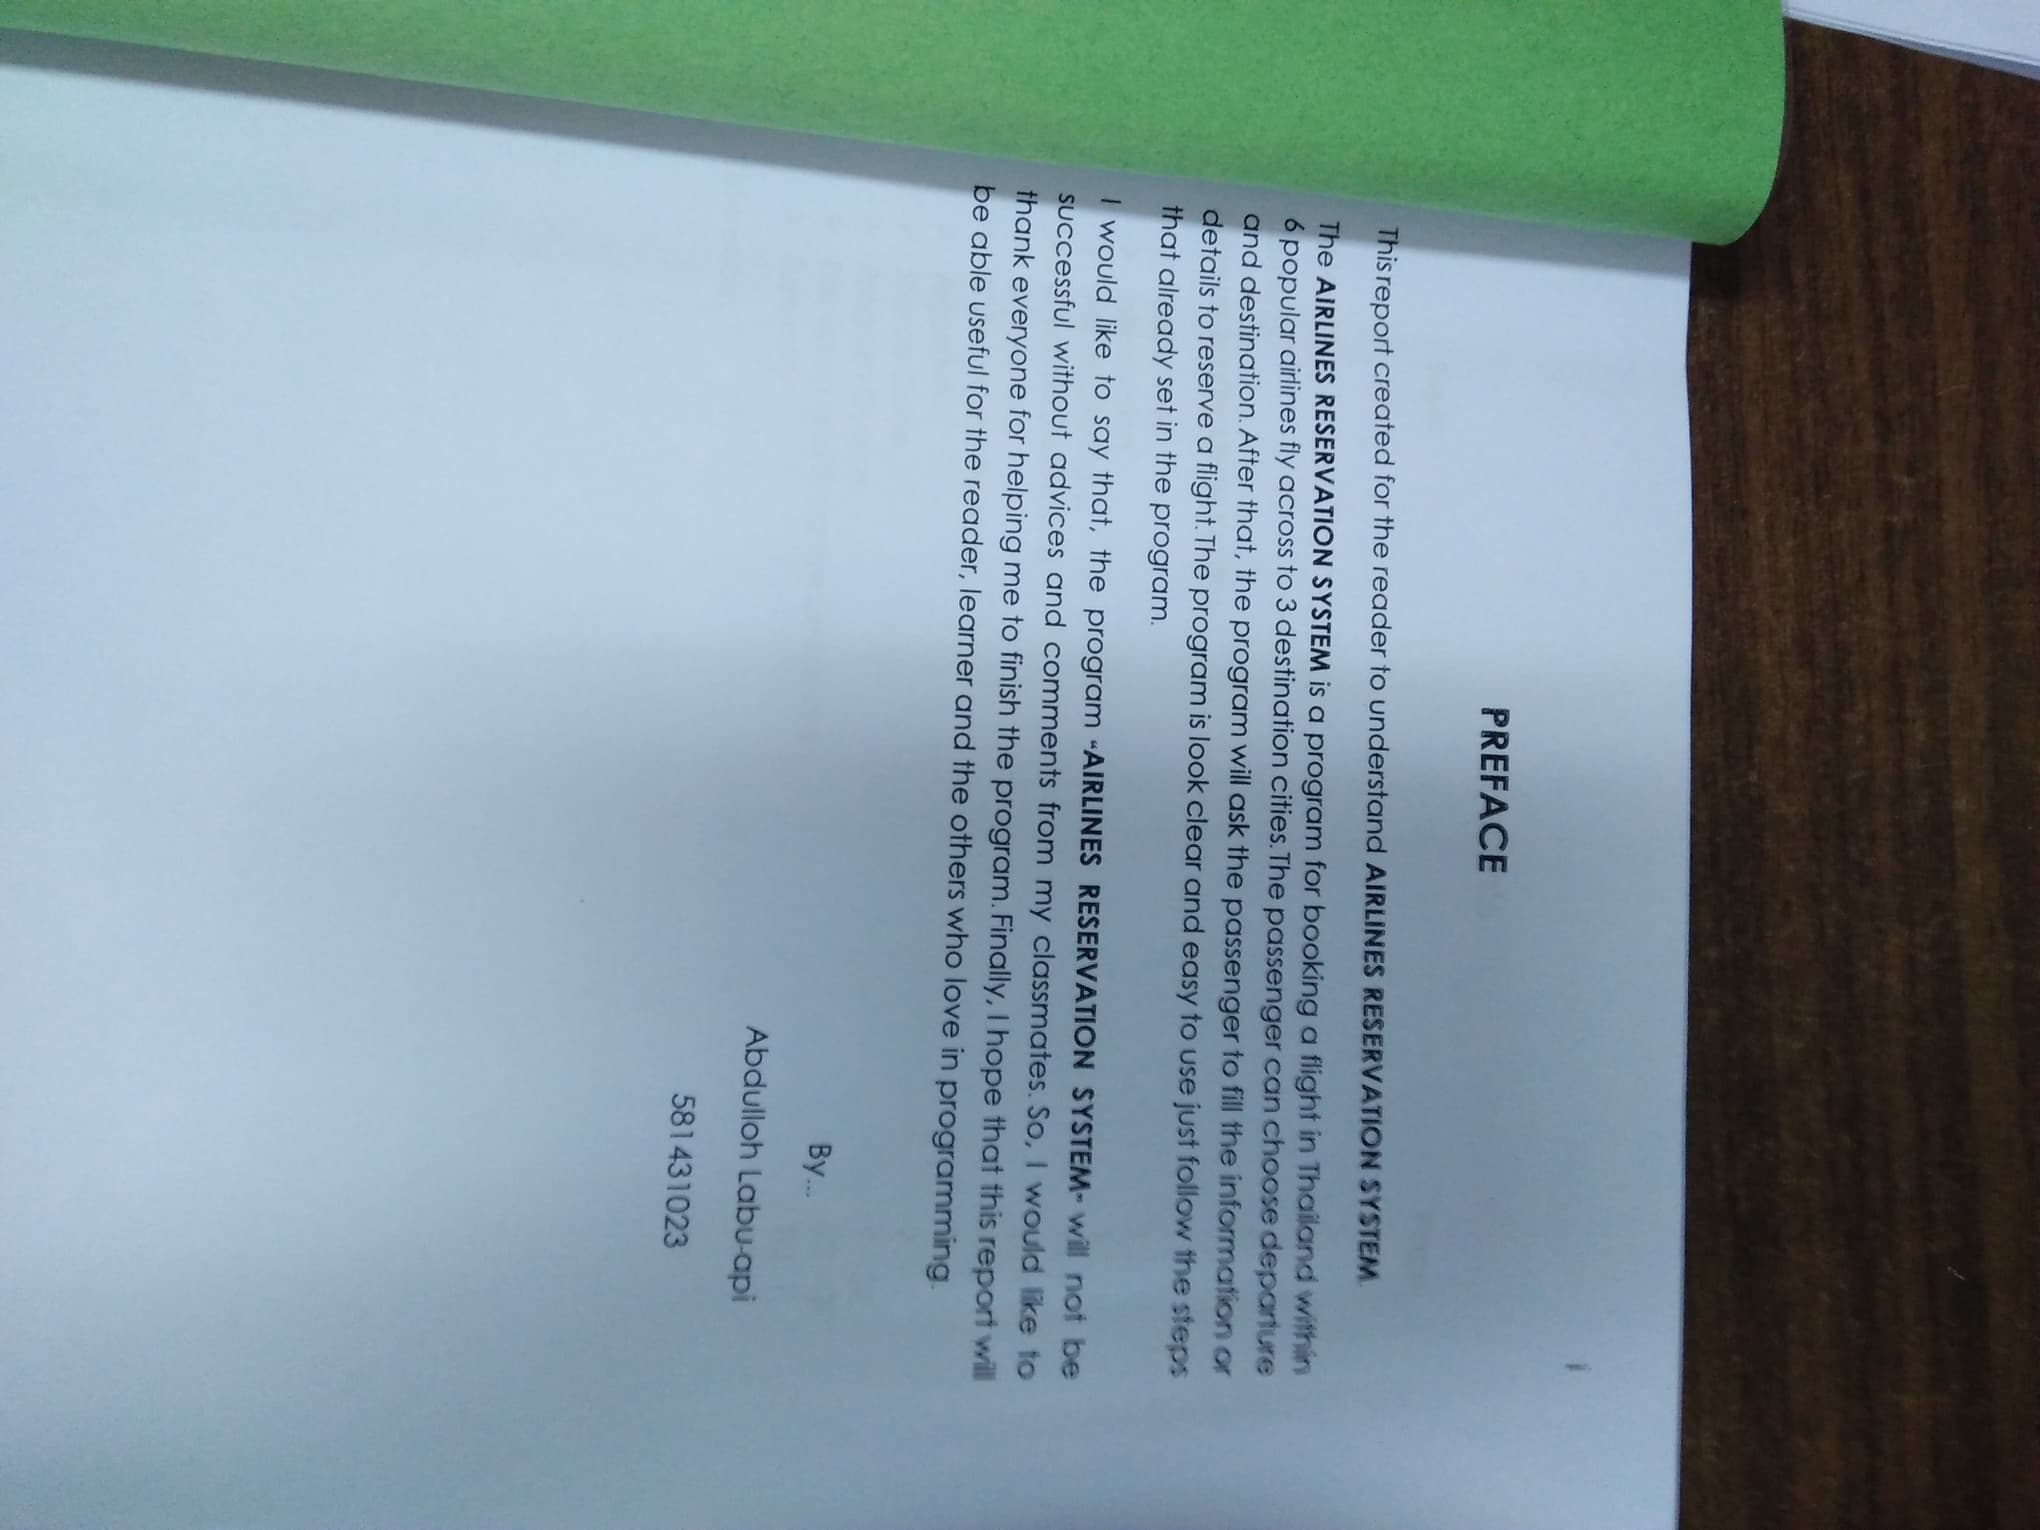 i
PREFACE
This report created for the reader to understand AIRLINES RESERVATION SYSTEM.
The AIRLINES RESERVATION SYSTEM is a program for booking a flight in Thailand within
6 popular airlines fly across to 3 destination cities. The passenger can choose departure
and destination. After that, the program will ask the passenger to fill the information or
details to reserve a flight. The program is look clear and easy to use just follow the steps
that already set in the program.
I would like to say that, the program "AIRLINES RESERVATION SYSTEM" will not be
successful without advices and comments from my classmates. So, I would like to
thank everyone for helping me to finish the program. Finally, I hope that this report will
be able useful for the reader, learner and the others who love in programming.
By...
Abdulloh Labu-api
5814431023